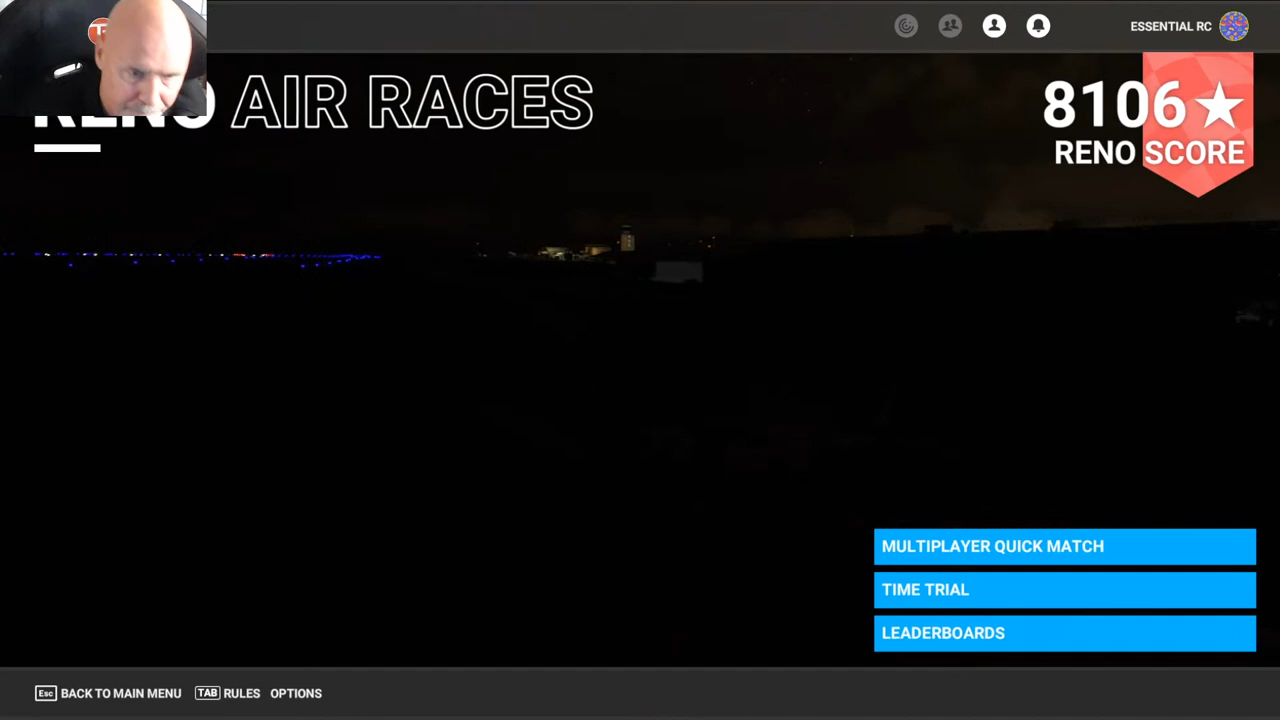 ESSENTIAL RC
RENO AIR RACES
8106
RENO SCORE
MULTIPLAYER QUICK MATCH
TIME TRIAL
LEADERBOARDS
Esc BACK TO MAIN MENU TAB RULES OPTIONS